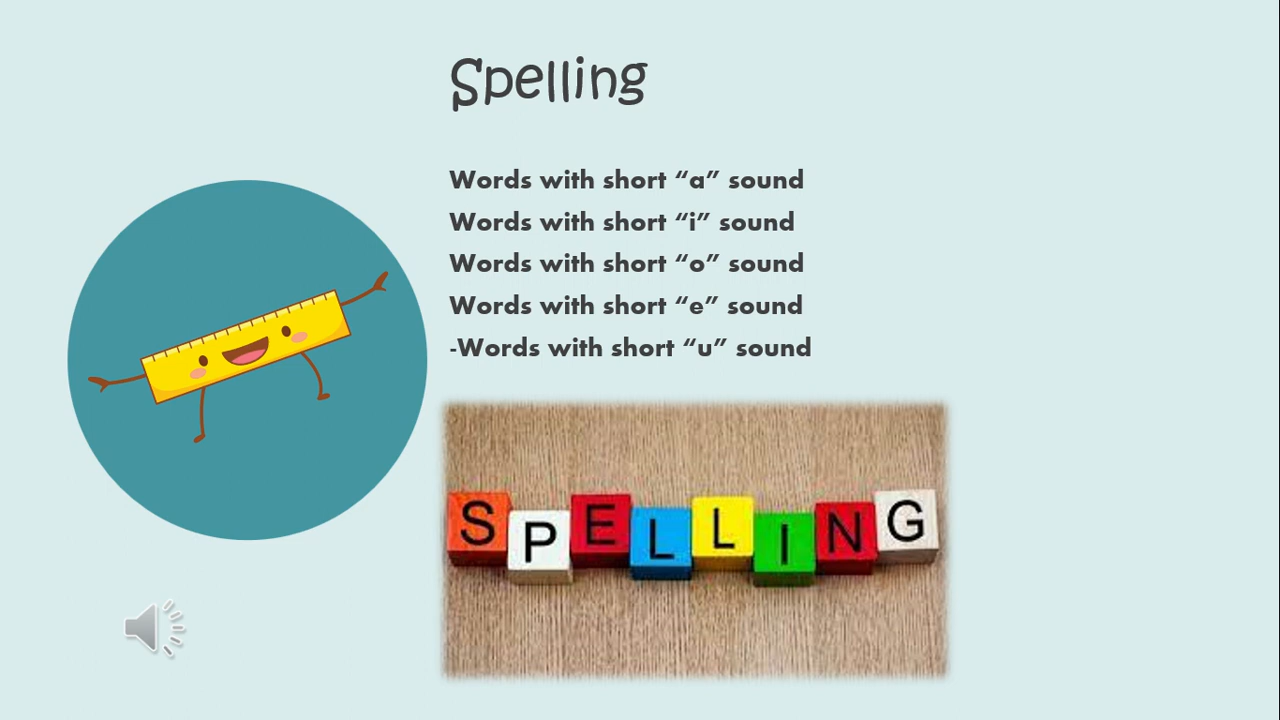 Spelling
Words with short “a” sound
Words with short “i” sound
Words with short “o” sound
Words with short “e” sound
-Words with short “u” sound
SPELLING